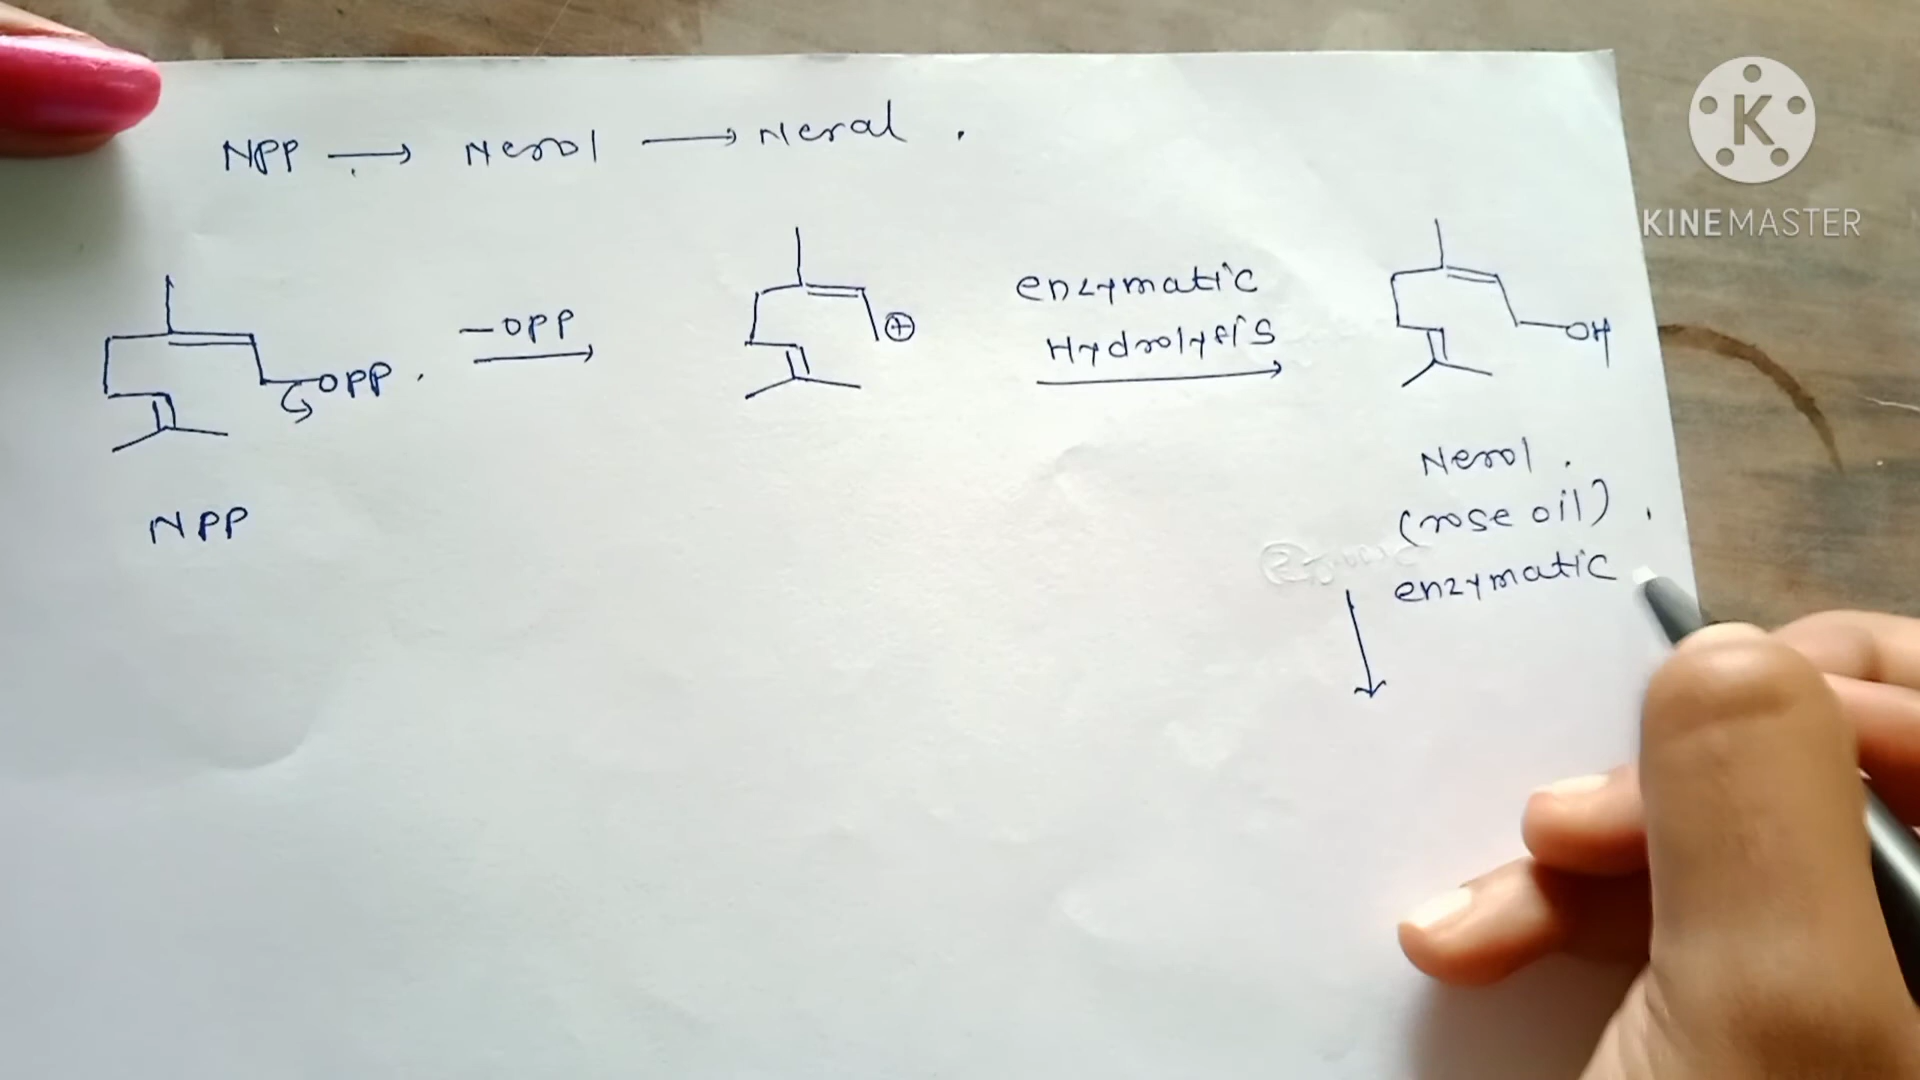 NPP → Nerol → Neral .
-OPP
⊕
enzymatic
Hydrolysis
OPP .
OH
NPP
Nerol .
(rose oil) .
enzymatic
K
KINEMASTER